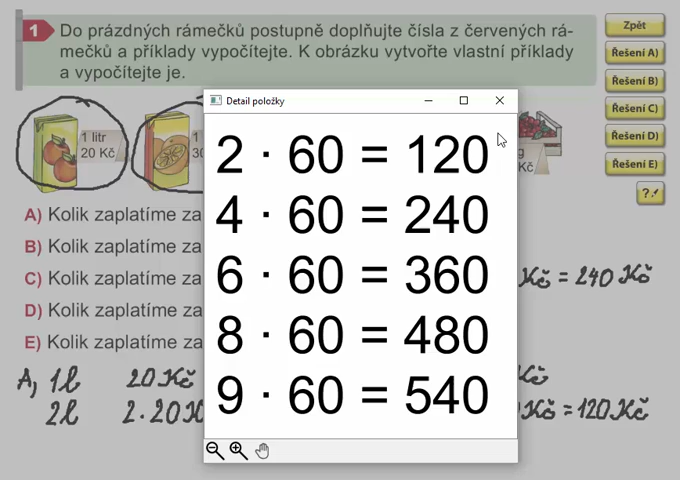 1 Do prázdných rámečků postupně doplňujte čísla z červených rá-
mečků a příklady vypočítejte. K obrázku vytvořte vlastní příklady
a vypočítejte je.
Zpět
Řešení A)
Řešení B)
Řešení C)
Řešení D)
Řešení E)
?
1 litr
20 Kč
1
30
g
Kč
Detail položky
2 · 60 = 120
4 · 60 = 240
6 · 60 = 360
8 · 60 = 480
9 · 60 = 540
A) Kolik zaplatíme za
B) Kolik zaplatíme za
C) Kolik zaplatíme za
Kč = 240 Kč
D) Kolik zaplatíme za
E) Kolik zaplatíme za
A, 1l 20 Kč
Kč
2l 2 · 20 K
Kč = 120 Kč